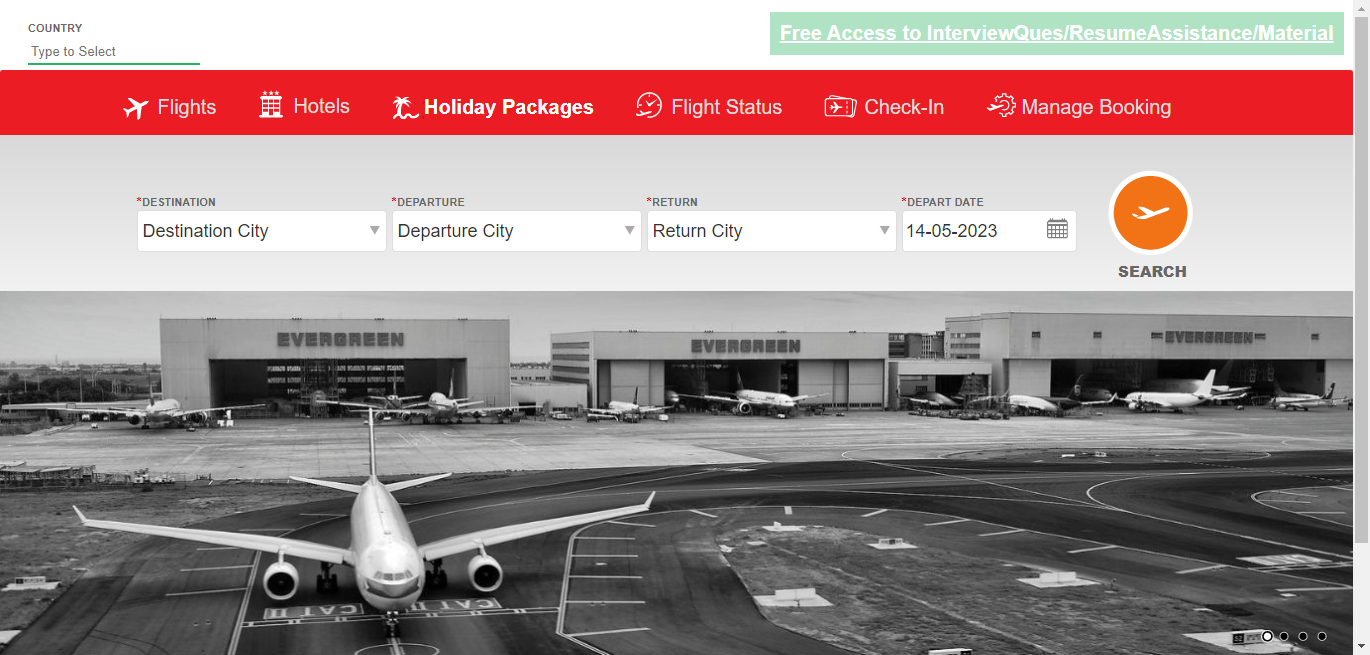 COUNTRY
Type to Select
Free Access to InterviewQues/ResumeAssistance/Material
Flights
Hotels
Holiday Packages
Flight Status
Check-In
Manage Booking
*DESTINATION
*DEPARTURE
*RETURN
*DEPART DATE
Destination City
Departure City
Return City
14-05-2023
SEARCH
EVERGREEN
EVERGREEN
EVERGREEN
CAT II
CAT II